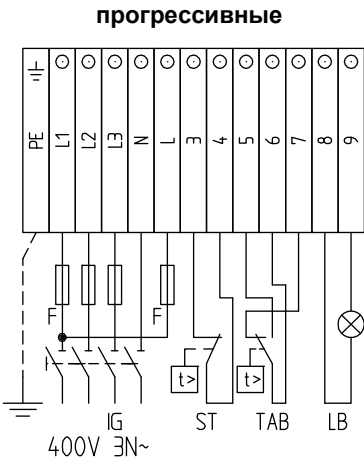 прогрессивные
PE L1 L2 L3 N L 3 4 5 6 7 8 9
F F
t> t>
IG ST TAB LB
400V 3N~